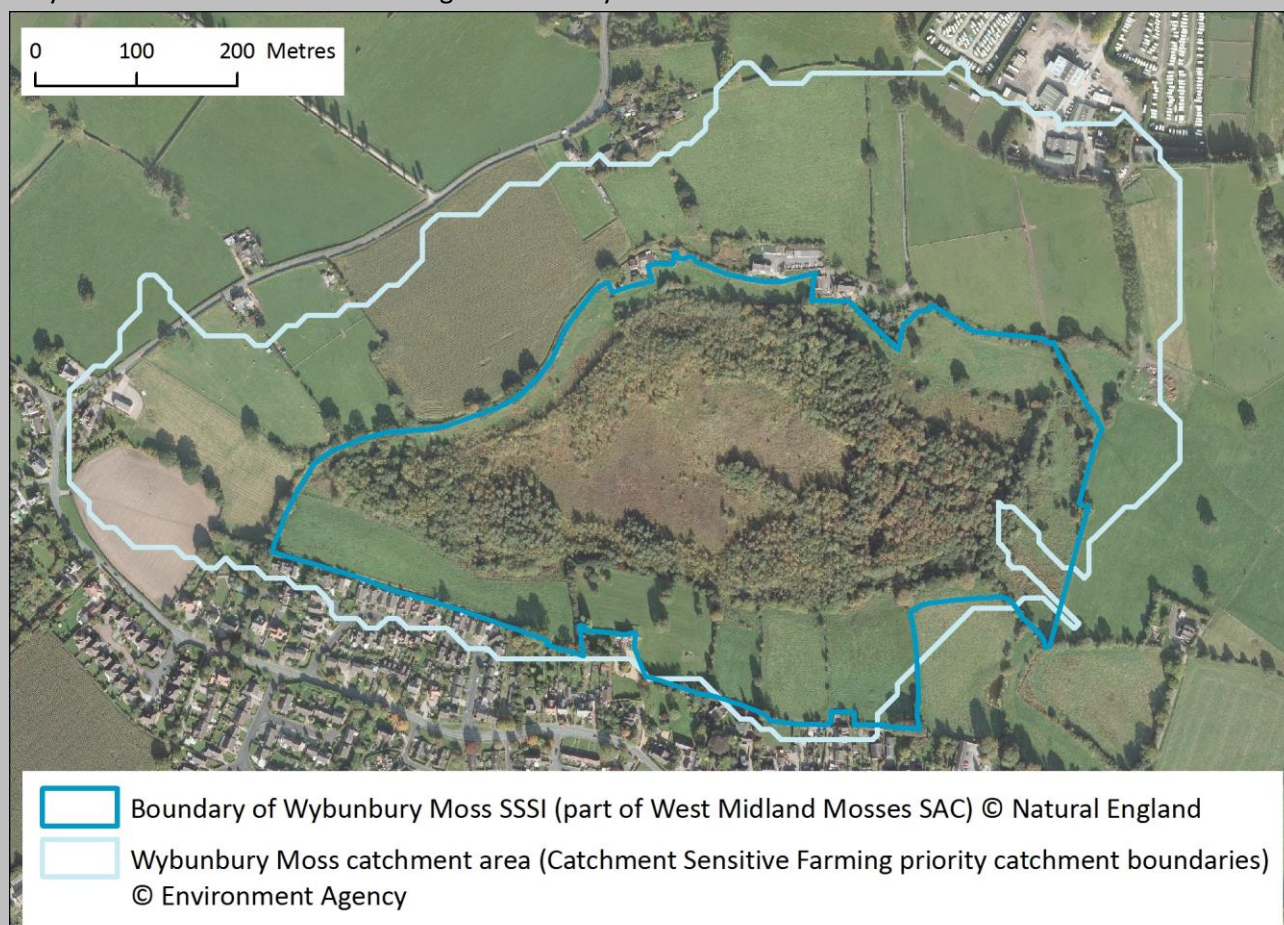 0 100 200 Metres
Boundary of Wybunbury Moss SSSI (part of West Midland Mosses SAC) © Natural England
Wybunbury Moss catchment area (Catchment Sensitive Farming priority catchment boundaries)
© Environment Agency